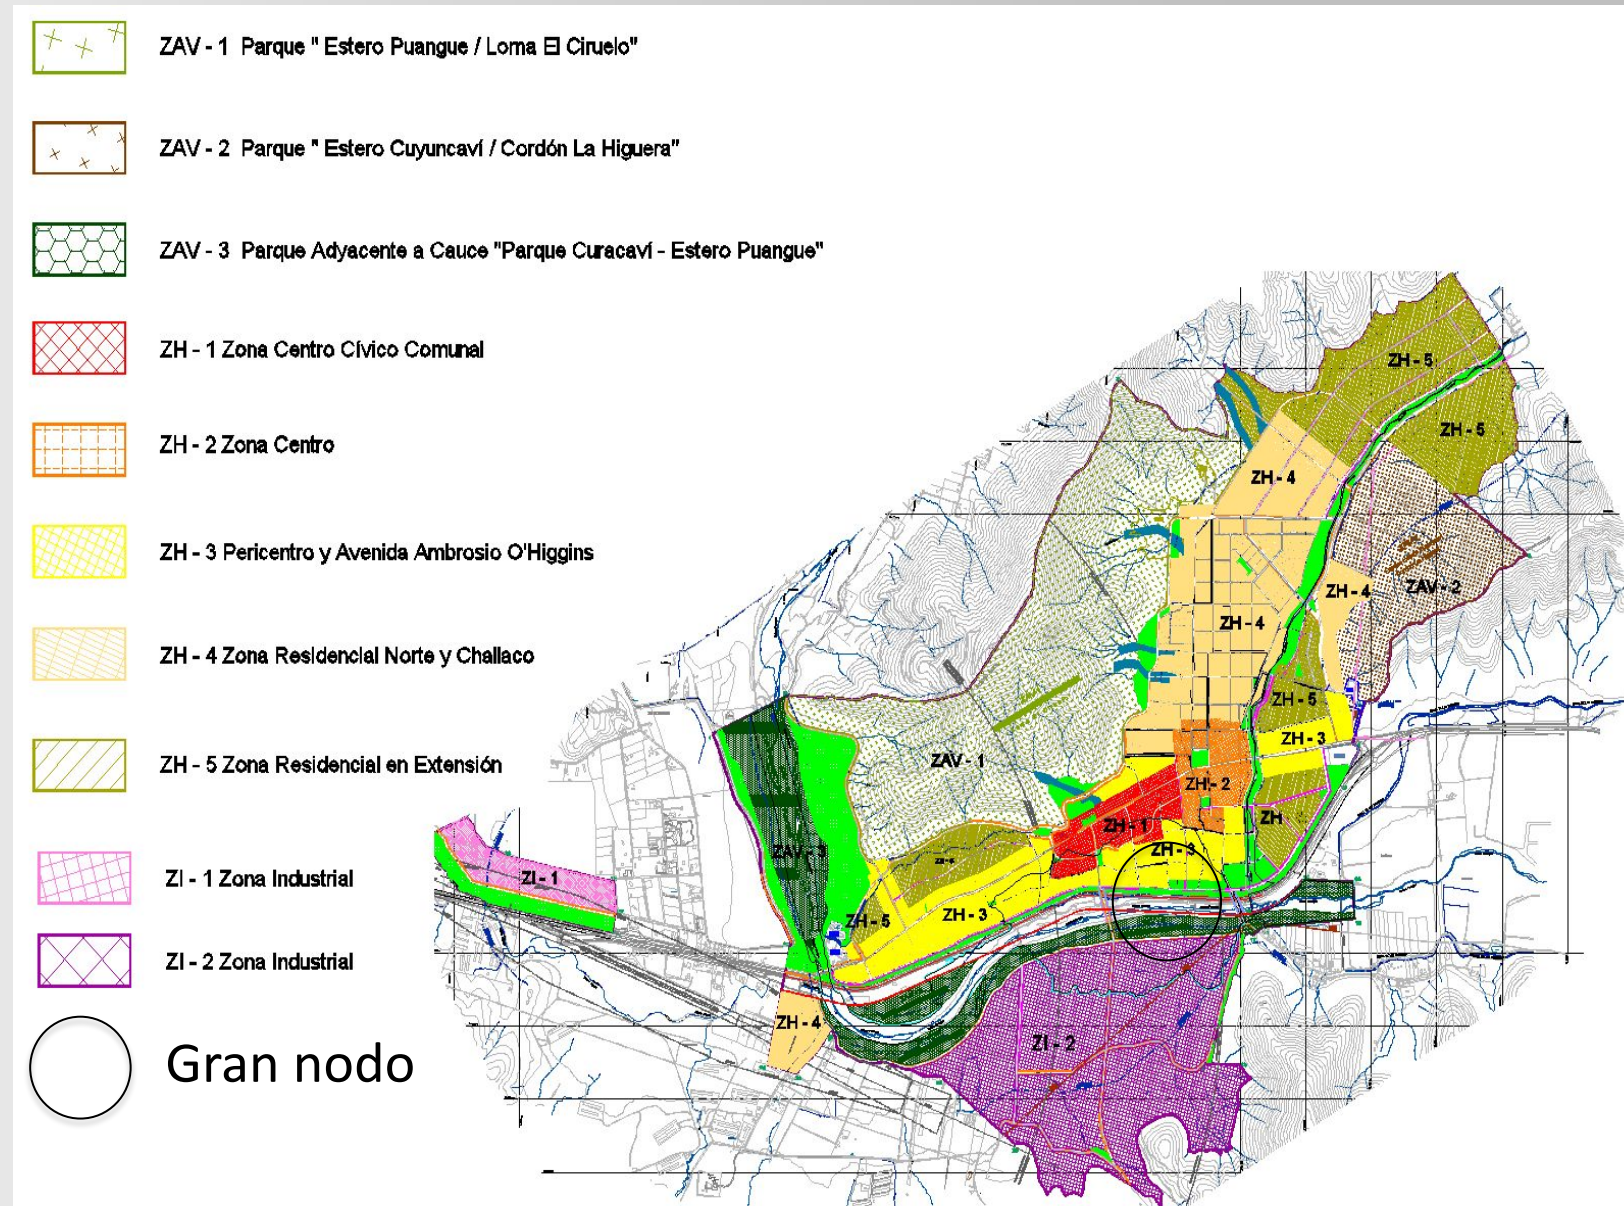 ZAV - 1 Parque " Estero Puangue / Loma El Ciruelo"
ZAV - 2 Parque " Estero Cuyuncaví / Cordón La Higuera"
ZAV - 3 Parque Adyacente a Cauce "Parque Curacaví - Estero Puangue"
ZH - 1 Zona Centro Cívico Comunal
ZH - 2 Zona Centro
ZH - 3 Pericentro y Avenida Ambrosio O'Higgins
ZH - 4 Zona Residencial Norte y Challaco
ZH - 5 Zona Residencial en Extensión
ZI - 1 Zona Industrial
ZI - 2 Zona Industrial
Gran nodo
ZH - 5
ZH - 5
ZH - 4
ZH - 4
ZAV - 2
ZH - 4
ZH - 5
ZH - 3
ZAV - 1
ZH - 2
ZH - 1
ZH
ZH - 3
ZAV - 3
ZI - 1
ZH - 5
ZH - 3
ZH - 4
ZI - 2